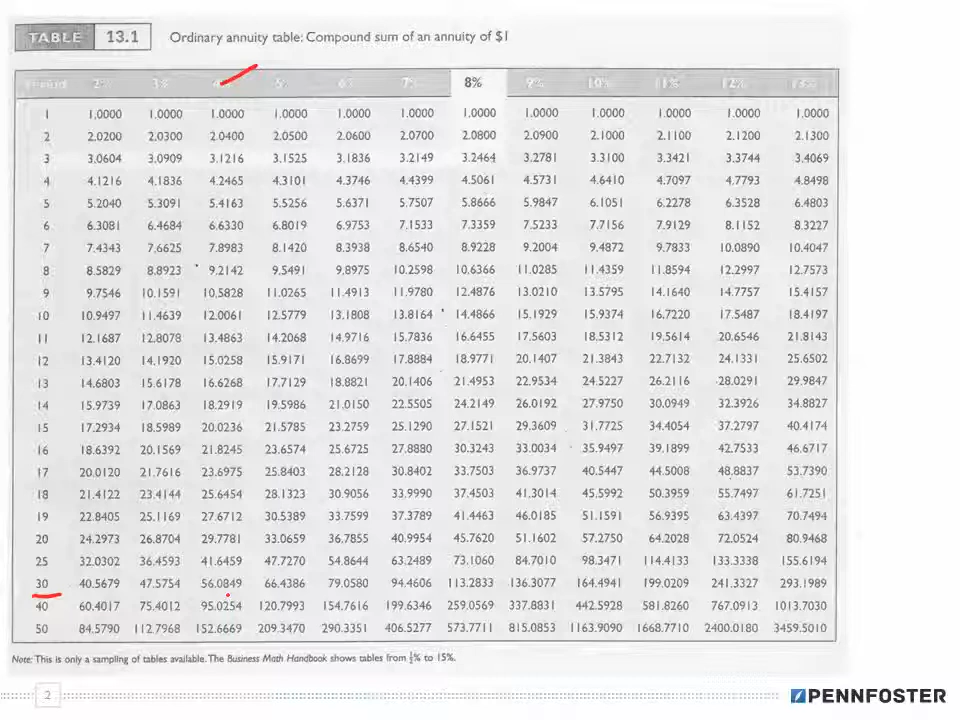 TABLE 13.1 Ordinary annuity table: Compound sum of an annuity of $1
Period 2% 3% 4% 5% 6% 7% 8% 9% 10% 11% 12% 13%
1 1.0000 1.0000 1.0000 1.0000 1.0000 1.0000 1.0000 1.0000 1.0000 1.0000 1.0000 1.0000
2 2.0200 2.0300 2.0400 2.0500 2.0600 2.0700 2.0800 2.0900 2.1000 2.1100 2.1200 2.1300
3 3.0604 3.0909 3.1216 3.1525 3.1836 3.2149 3.2464 3.2781 3.3100 3.3421 3.3744 3.4069
4 4.1216 4.1836 4.2465 4.3101 4.3746 4.4399 4.5061 4.5731 4.6410 4.7097 4.7793 4.8498
5 5.2040 5.3091 5.4163 5.5256 5.6371 5.7507 5.8666 5.9847 6.1051 6.2278 6.3528 6.4803
6 6.3081 6.4684 6.6330 6.8019 6.9753 7.1533 7.3359 7.5233 7.7156 7.9129 8.1152 8.3227
7 7.4343 7.6625 7.8983 8.1420 8.3938 8.6540 8.9228 9.2004 9.4872 9.7833 10.0890 10.4047
8 8.5829 8.8923 9.2142 9.5491 9.8975 10.2598 10.6366 11.0285 11.4359 11.8594 12.2997 12.7573
9 9.7546 10.1591 10.5828 11.0265 11.4913 11.9780 12.4876 13.0210 13.5795 14.1640 14.7757 15.4157
10 10.9497 11.4639 12.0061 12.5779 13.1808 13.8164 14.4866 15.1929 15.9374 16.7220 17.5487 18.4197
11 12.1687 12.8078 13.4863 14.2068 14.9716 15.7836 16.6455 17.5603 18.5312 19.5614 20.6546 21.8143
12 13.4120 14.1920 15.0258 15.9171 16.8699 17.8884 18.9771 20.1407 21.3843 22.7132 24.1331 25.6502
13 14.6803 15.6178 16.6268 17.7129 18.8821 20.1406 21.4953 22.9534 24.5227 26.2116 28.0291 29.9847
14 15.9739 17.0863 18.2919 19.5986 21.0150 22.5505 24.2149 26.0192 27.9750 30.0949 32.3926 34.8827
15 17.2934 18.5989 20.0236 21.5785 23.2759 25.1290 27.1521 29.3609 31.7725 34.4054 37.2797 40.4174
16 18.6392 20.1569 21.8245 23.6574 25.6725 27.8880 30.3243 33.0034 35.9497 39.1899 42.7533 46.6717
17 20.0120 21.7616 23.6975 25.8403 28.2128 30.8402 33.7503 36.9737 40.5447 44.5008 48.8837 53.7390
18 21.4122 23.4144 25.6454 28.1323 30.9056 33.9990 37.4503 41.3014 45.5992 50.3959 55.7497 61.7251
19 22.8405 25.1169 27.6712 30.5389 33.7599 37.3789 41.4463 46.0185 51.1591 56.9395 63.4397 70.7494
20 24.2973 26.8704 29.7781 33.0659 36.7855 40.9954 45.7620 51.1602 57.2750 64.2028 72.0524 80.9468
25 32.0302 36.4593 41.6459 47.7270 54.8644 63.2489 73.1060 84.7010 98.3471 114.4133 133.3338 155.6194
30 40.5679 47.5754 56.0849 66.4386 79.0580 94.4606 113.2833 136.3077 164.4941 199.0209 241.3327 293.1989
40 60.4017 75.4012 95.0254 120.7993 154.7616 199.6346 259.0569 337.8831 442.5928 581.8260 767.0913 1013.7030
50 84.5790 112.7968 152.6669 209.3470 290.3351 406.5277 573.7711 815.0853 1163.9090 1668.7710 2400.0180 3459.5010
Note: This is only a sampling of tables available. The Business Math Handbook shows tables from ½% to 15%.
2 PENNFOSTER